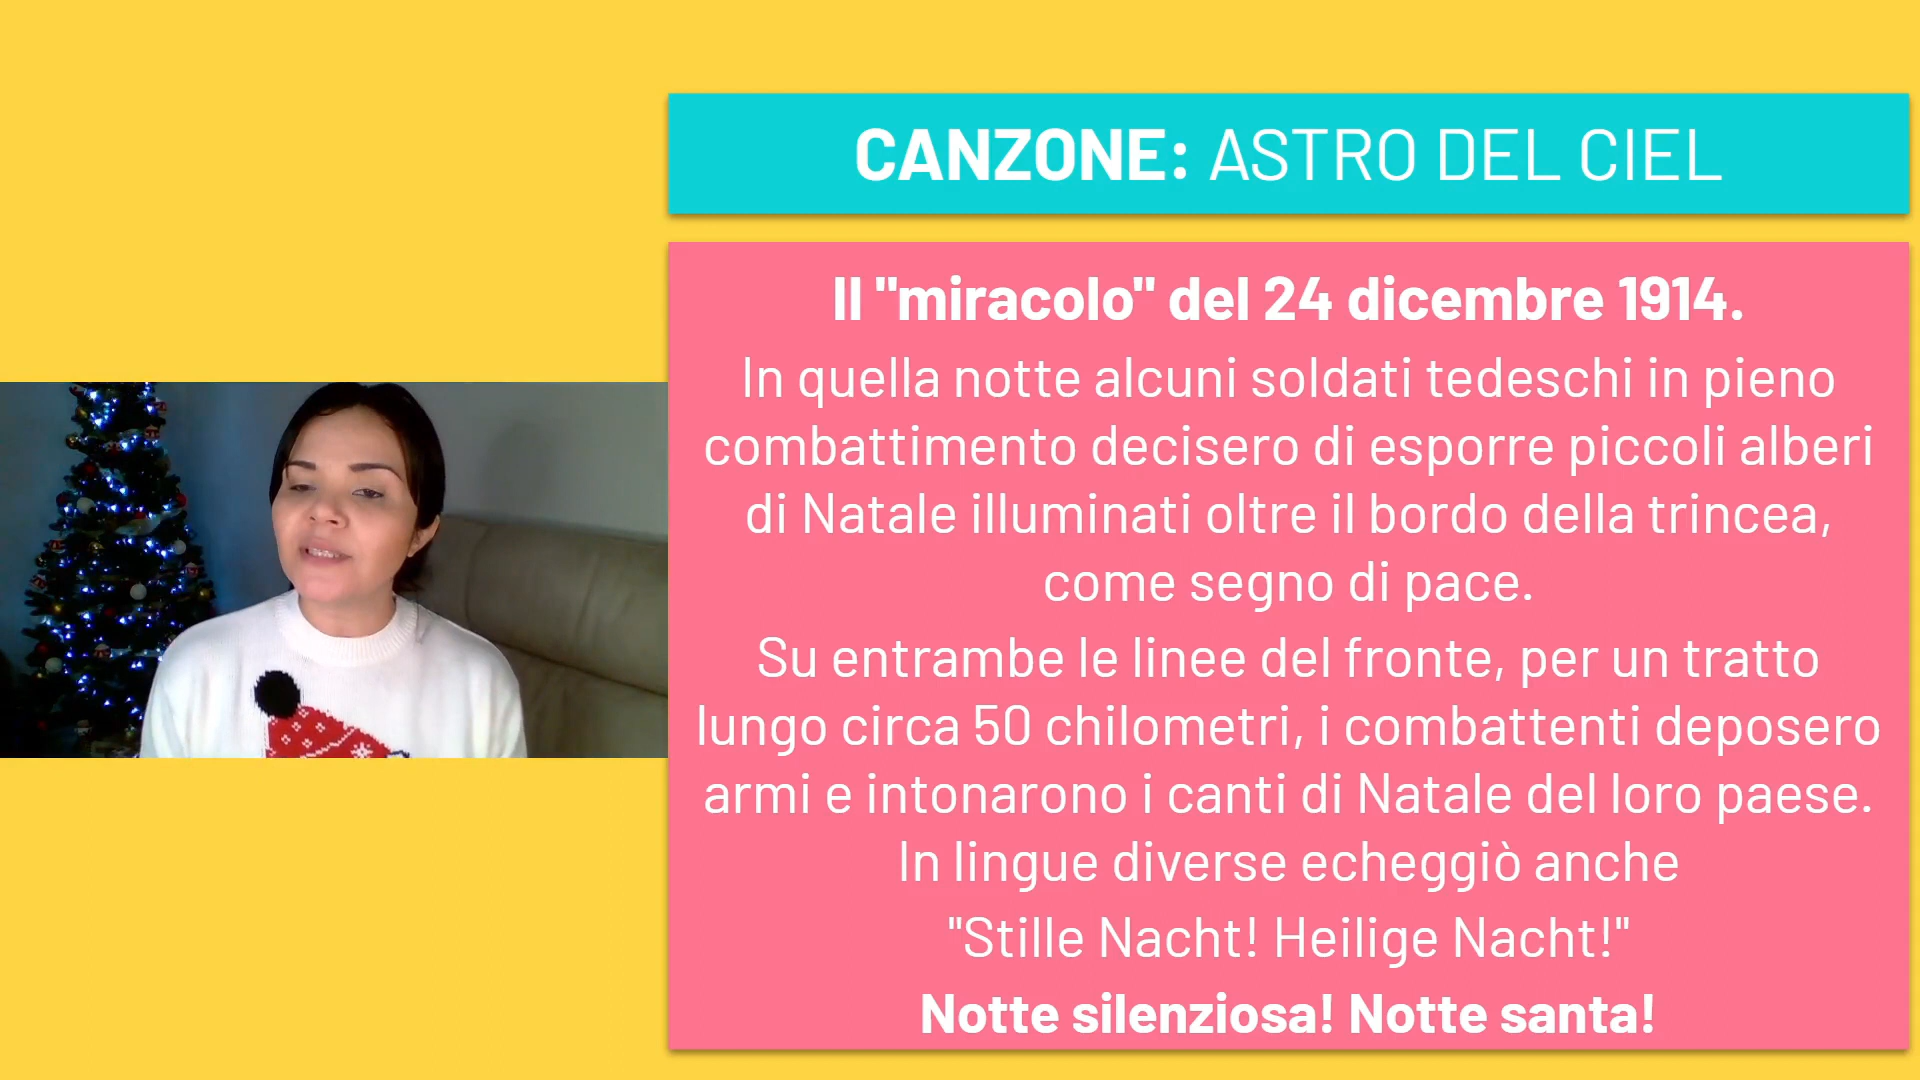 CANZONE: ASTRO DEL CIEL
Il "miracolo" del 24 dicembre 1914.
In quella notte alcuni soldati tedeschi in pieno
combattimento decisero di esporre piccoli alberi
di Natale illuminati oltre il bordo della trincea,
come segno di pace.
Su entrambe le linee del fronte, per un tratto
lungo circa 50 chilometri, i combattenti deposero
armi e intonarono i canti di Natale del loro paese.
In lingue diverse echeggiò anche
"Stille Nacht! Heilige Nacht!"
Notte silenziosa! Notte santa!